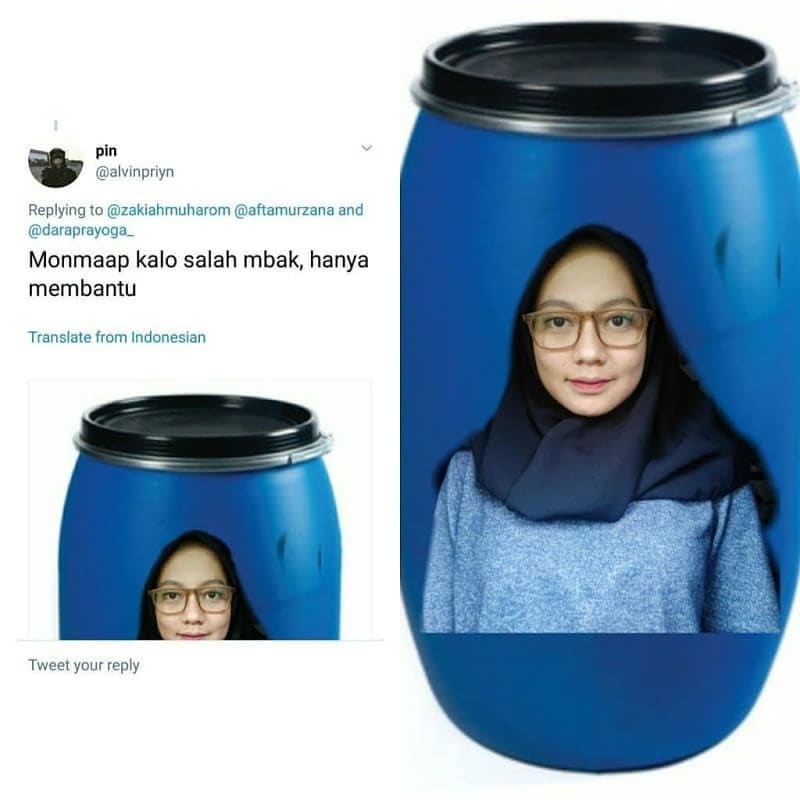 pin
@alvinpriyn
Replying to @zakiahmuharom @aftamurzana and
@daraprayoga_
Monmaap kalo salah mbak, hanya
membantu
Translate from Indonesian
Tweet your reply